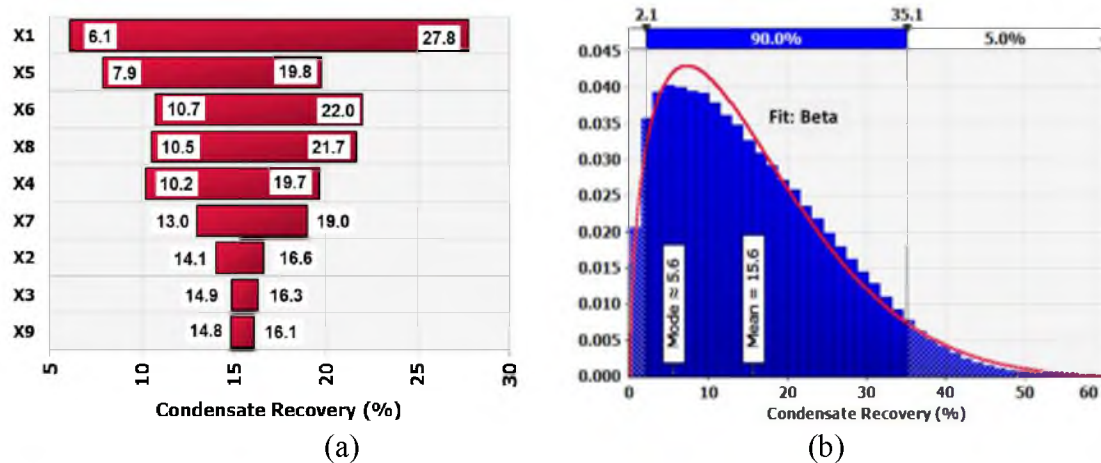 X1 6.1 27.8
X5 7.9 19.8
X6 10.7 22.0
X8 10.5 21.7
X4 10.2 19.7
X7 13.0 19.0
X2 14.1 16.6
X3 14.9 16.3
X9 14.8 16.1
5 10 15 20 25 30
Condensate Recovery (%)
(a)
2.1 35.1
90.0% 5.0%
0.045
0.040
0.035
0.030
0.025
0.020
0.015
0.010
0.005
0.000
Fit: Beta
Mode ≈ 5.6
Mean = 15.6
0 10 20 30 40 50 60
Condensate Recovery (%)
(b)